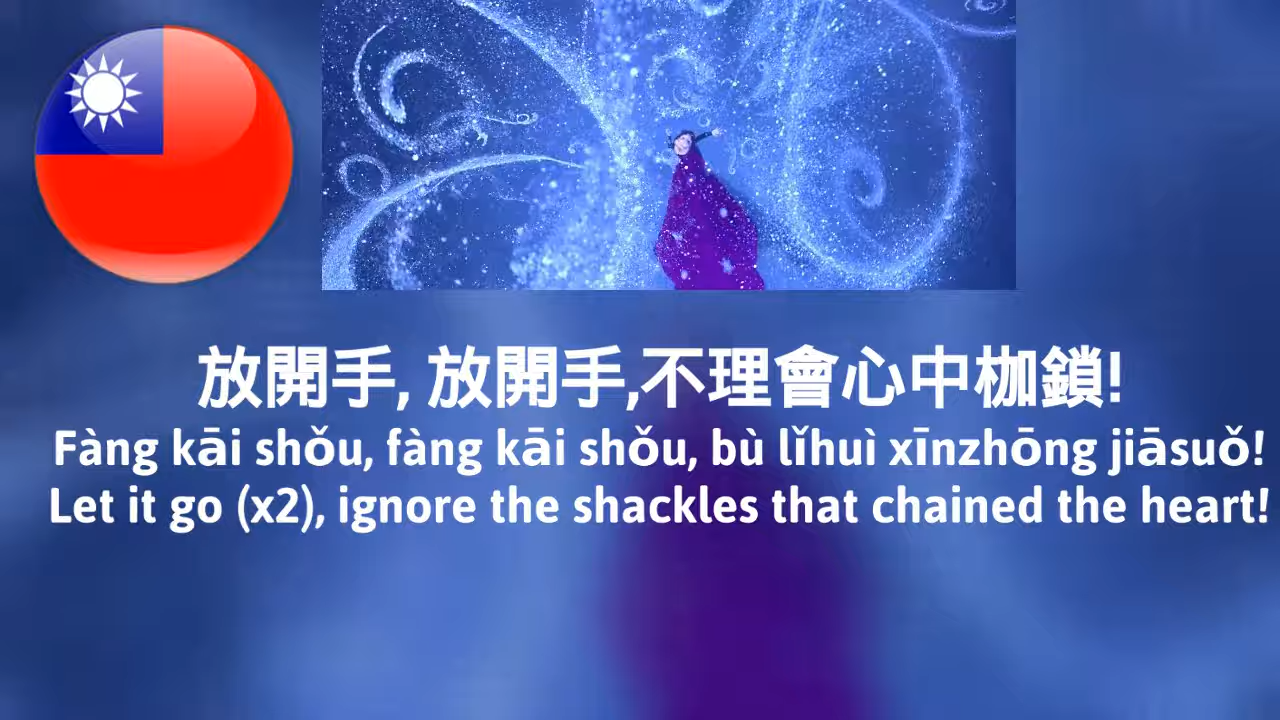 放開手, 放開手,不理會心中枷鎖!
Fàng kāi shǒu, fàng kāi shǒu, bù lǐhuì xīnzhōng jiāsuǒ!
Let it go (x2), ignore the shackles that chained the heart!